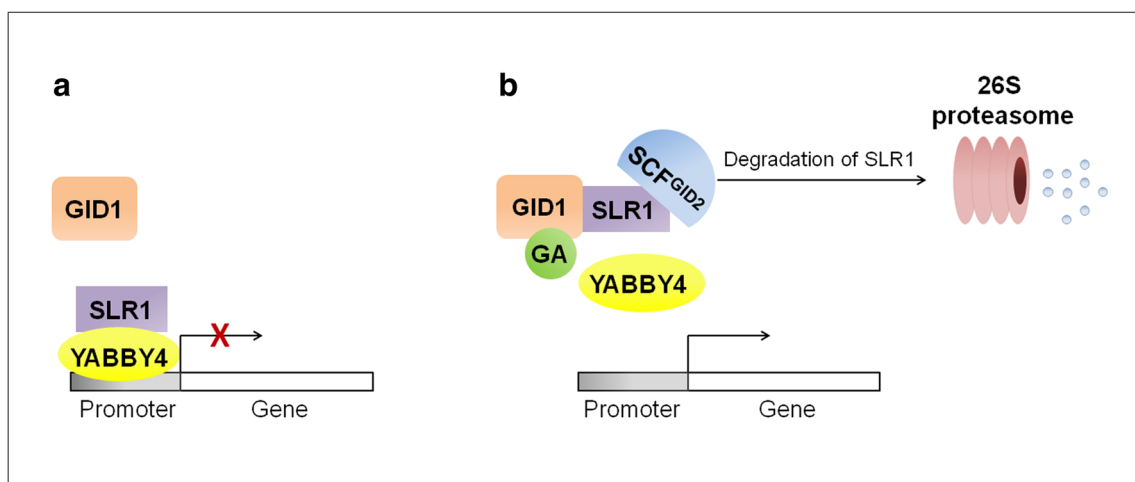 a
GID1
SLR1
X
YABBY4
Promoter
Gene
b
26S
proteasome
SCFGID2
Degradation of SLR1
GID1
SLR1
GA
YABBY4
Promoter
Gene